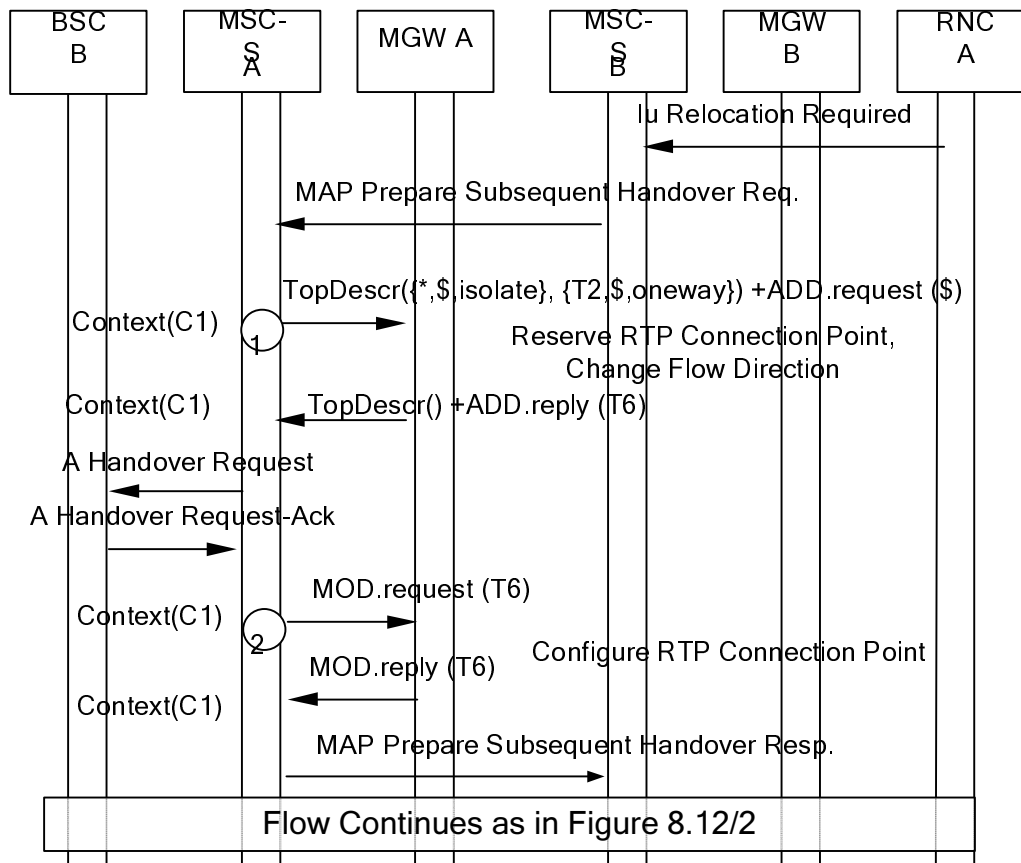 BSC
B
MSC-
S
A
MGW A
MSC-
S
B
MGW
B
RNC
A
Iu Relocation Required
MAP Prepare Subsequent Handover Req.
TopDescr({*,$,isolate}, {T2,$,oneway}) +ADD.request ($)
Context(C1)
1
Reserve RTP Connection Point,
Change Flow Direction
Context(C1)
TopDescr() +ADD.reply (T6)
A Handover Request
A Handover Request-Ack
MOD.request (T6)
Context(C1)
2
Configure RTP Connection Point
MOD.reply (T6)
Context(C1)
MAP Prepare Subsequent Handover Resp.
Flow Continues as in Figure 8.12/2